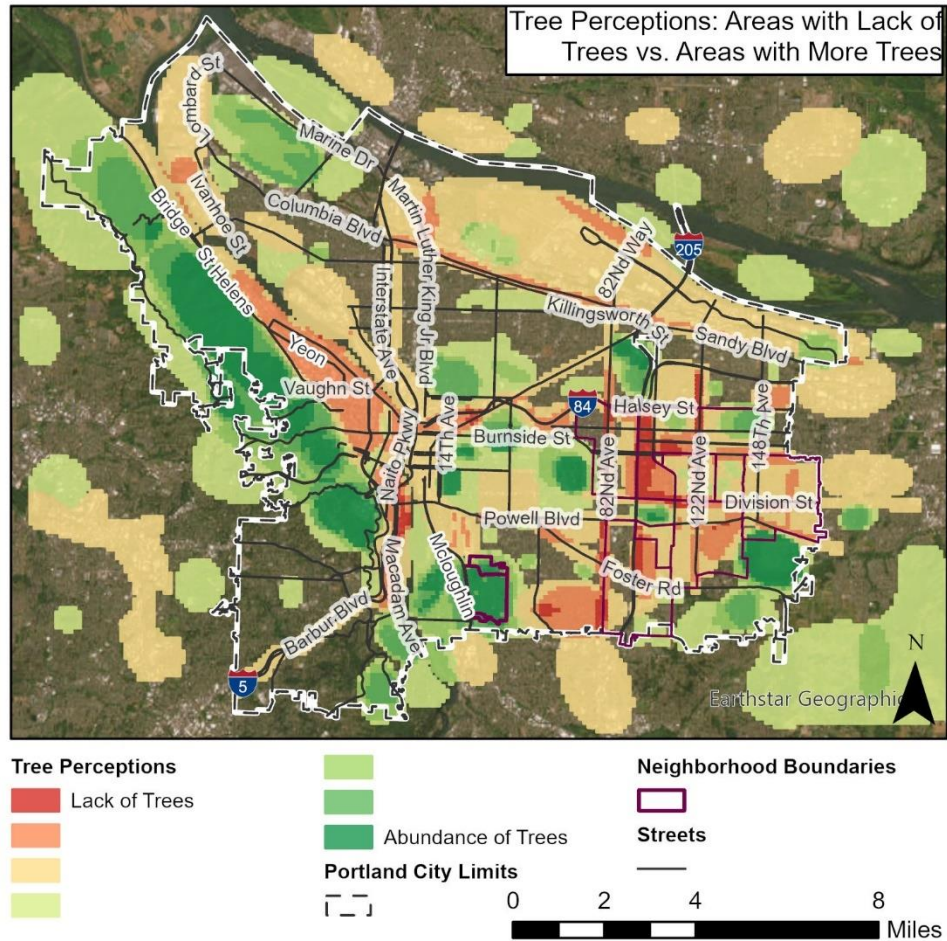 Tree Perceptions: Areas with Lack of
Trees vs. Areas with More Trees
Lombard St
Marine Dr
Ivanhoe St
Columbia Blvd
Bridge
St Helens
Martin Luther King Jr. Blvd
Interstate Ave
82Nd Way
205
Killingsworth St
Sandy Blvd
Yeon
Vaughn St
Naito Pkwy
14Th Ave
84
Halsey St
Burnside St
82Nd Ave
122Nd Ave
148Th Ave
Division St
Powell Blvd
Foster Rd
Macadam Ave
Mcloughlin
Barbur Blvd
5
N
Earthstar Geographic
Tree Perceptions
Lack of Trees
Abundance of Trees
Portland City Limits
Neighborhood Boundaries
Streets
0 2 4 8
Miles